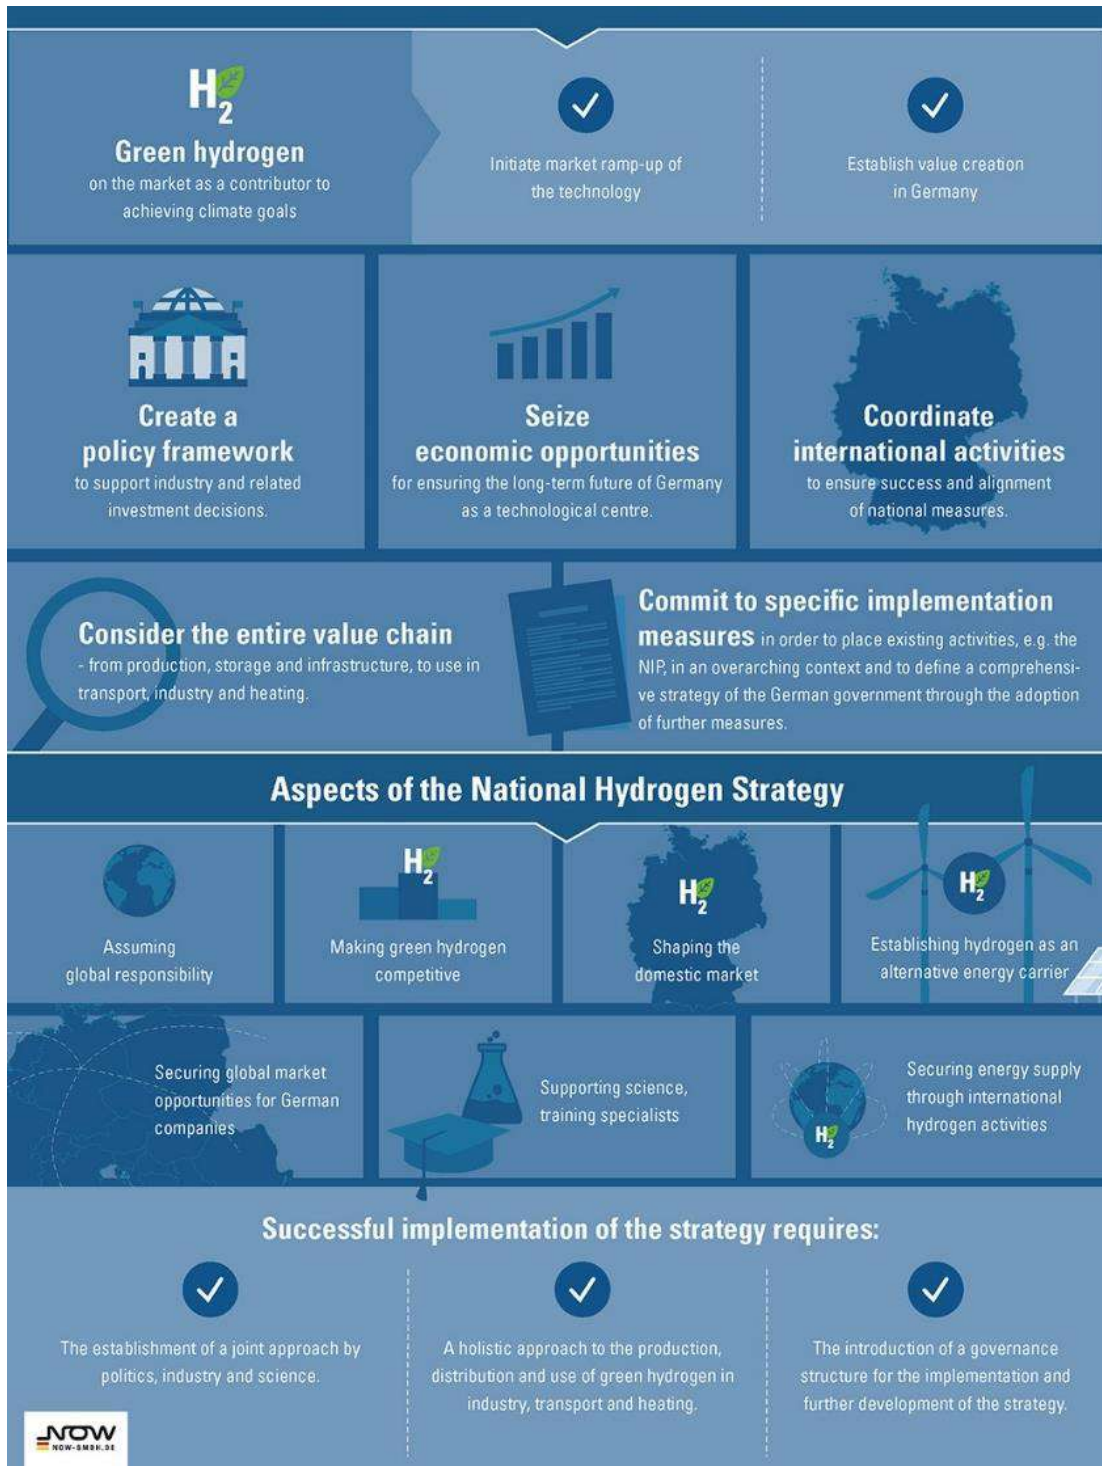 H2
Green hydrogen
on the market as a contributor to
achieving climate goals
Initiate market ramp-up of
the technology
Establish value creation
in Germany
Create a
policy framework
to support industry and related
investment decisions.
Seize
economic opportunities
for ensuring the long-term future of Germany
as a technological centre.
Coordinate
international activities
to ensure success and alignment
of national measures.
Consider the entire value chain
- from production, storage and infrastructure, to use in
transport, industry and heating.
Commit to specific implementation
measures in order to place existing activities, e.g. the
NIP, in an overarching context and to define a comprehensi-
ve strategy of the German government through the adoption
of further measures.
Aspects of the National Hydrogen Strategy
Assuming
global responsibility
H2
Making green hydrogen
competitive
H2
Shaping the
domestic market
H2
Establishing hydrogen as an
alternative energy carrier
Securing global market
opportunities for German
companies
Supporting science,
training specialists
H2
Securing energy supply
through international
hydrogen activities
Successful implementation of the strategy requires:
The establishment of a joint approach by
politics, industry and science.
A holistic approach to the production,
distribution and use of green hydrogen in
industry, transport and heating.
The introduction of a governance
structure for the implementation and
further development of the strategy.
NOW
NOW-GMBH.DE